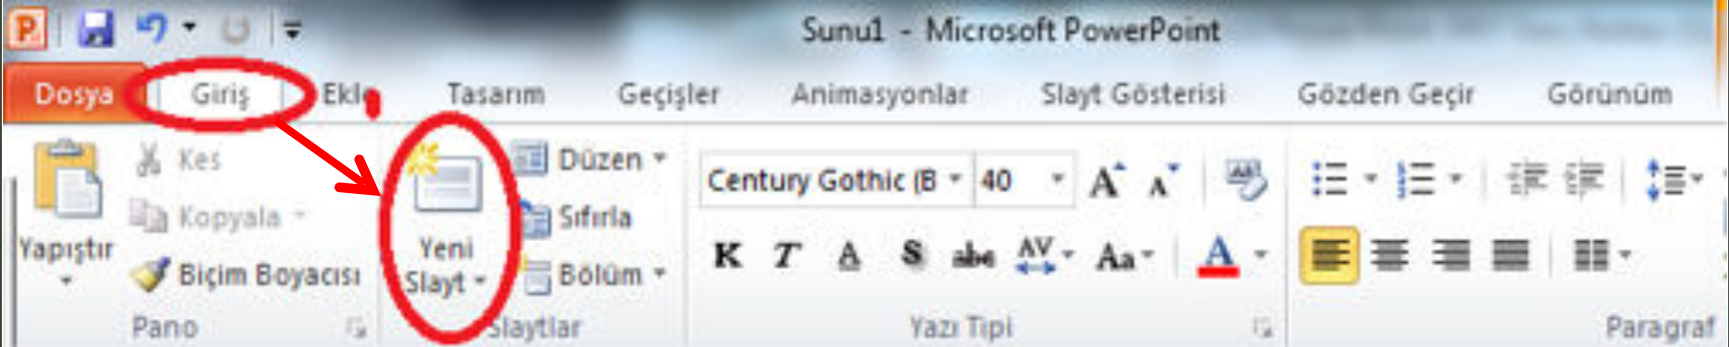 Sunu1 - Microsoft PowerPoint
Dosya Giriş Ekle Tasarım Geçişler Animasyonlar Slayt Gösterisi Gözden Geçir Görünüm
Yapıştır
Kes
Kopyala
Biçim Boyacısı
Pano
Yeni
Slayt
Düzen
Sıfırla
Bölüm
Slaytlar
Century Gothic (B 40 A A
K T A S abc AV Aa A
Yazı Tipi
Paragraf